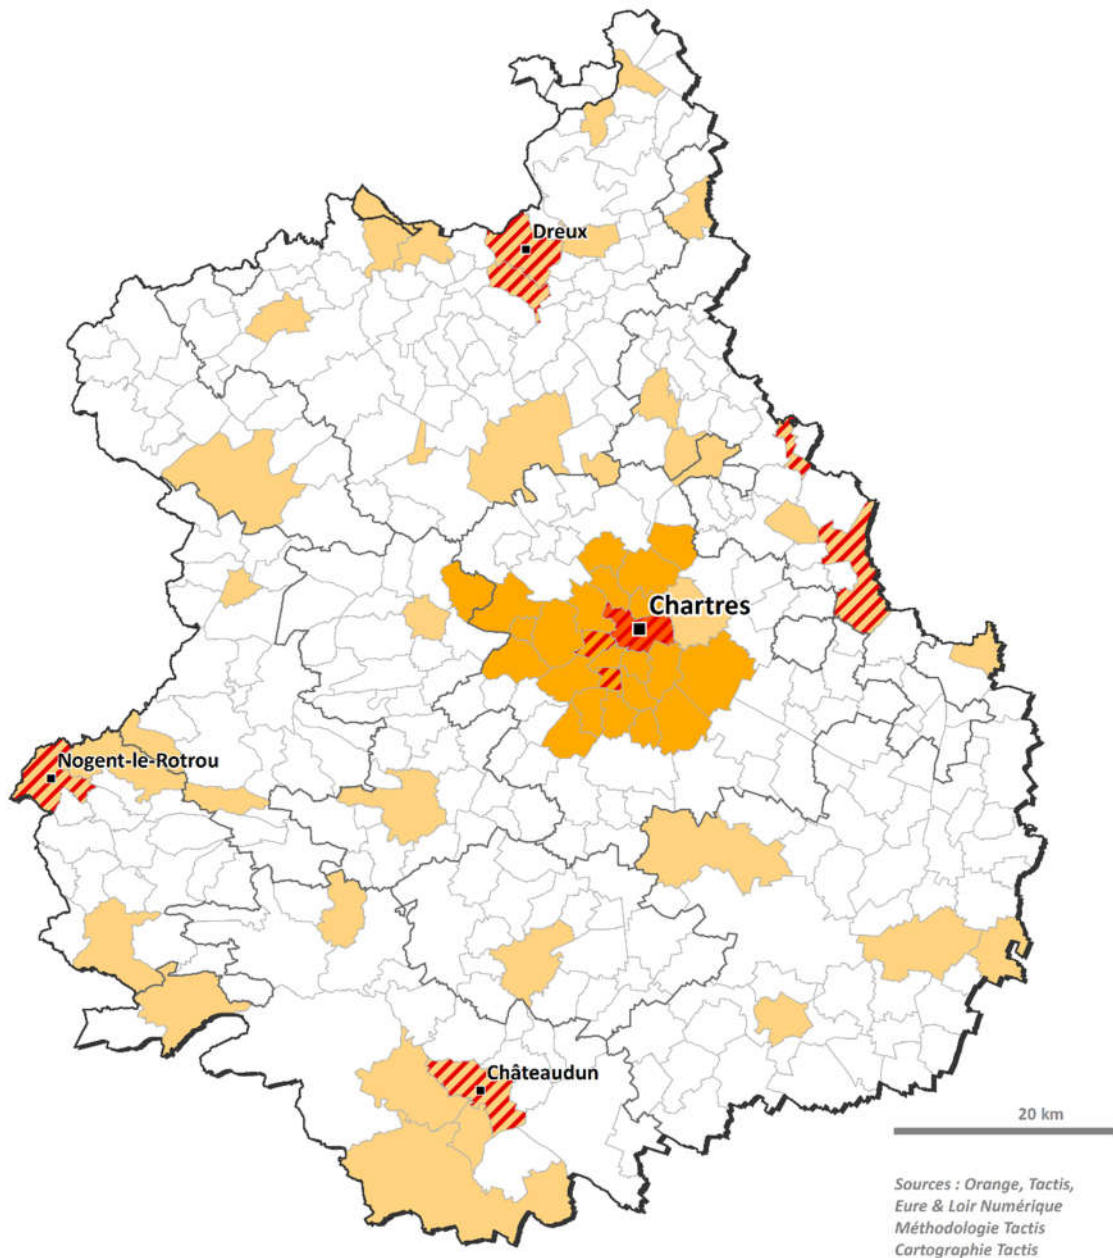 Dreux
Chartres
Nogent-le-Rotrou
Châteaudun
20 km
Sources : Orange, Tactis,
Eure & Loir Numérique
Méthodologie Tactis
Cartographie Tactis